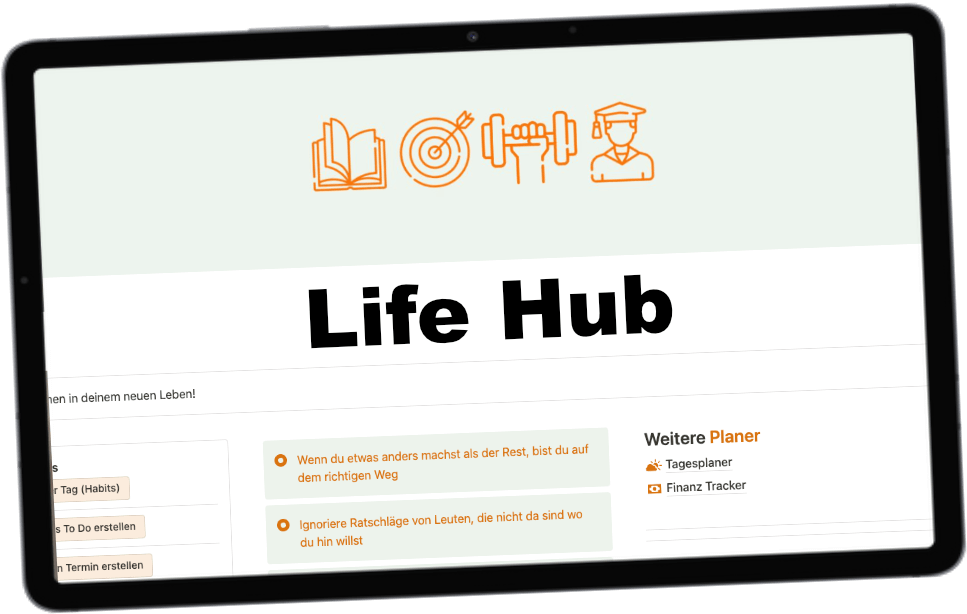 Life Hub
in deinem neuen Leben!
Tag (Habits)
To Do erstellen
Termin erstellen
Wenn du etwas anders machst als der Rest, bist du auf
dem richtigen Weg
Ignoriere Ratschläge von Leuten, die nicht da sind wo
du hin willst
Weitere Planer
Tagesplaner
Finanz Tracker